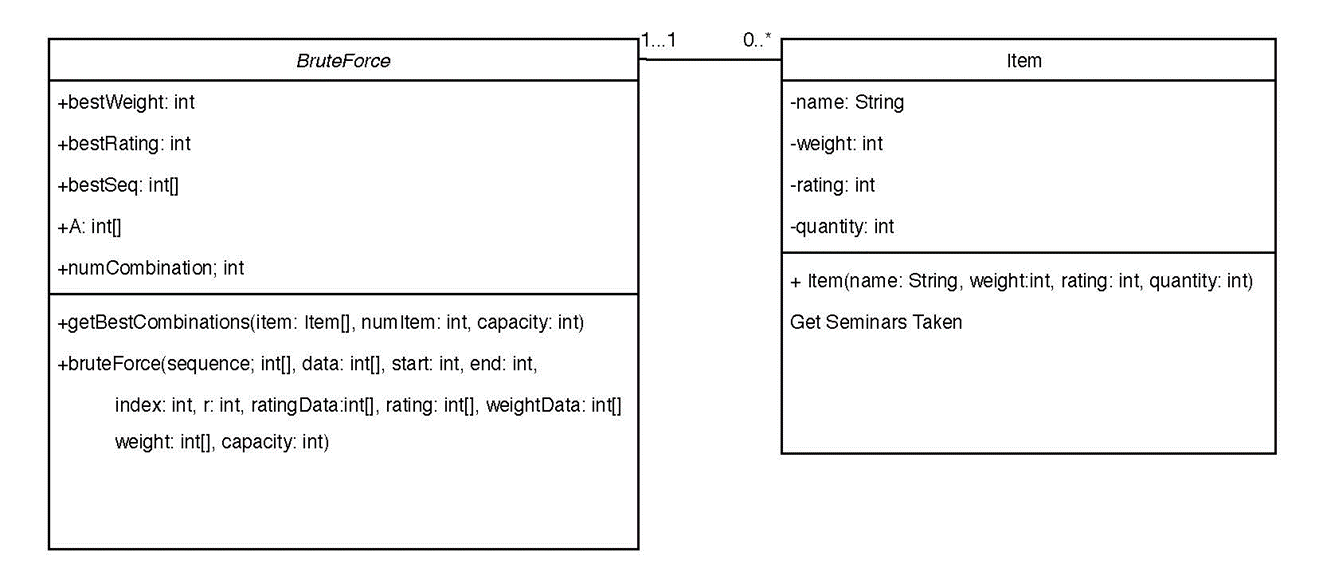 1...1
0..*
BruteForce
+bestWeight: int
+bestRating: int
+bestSeq: int[]
+A: int[]
+numCombination; int
+getBestCombinations(item: Item[], numItem: int, capacity: int)
+bruteForce(sequence; int[], data: int[], start: int, end: int,
index: int, r: int, ratingData:int[], rating: int[], weightData: int[]
weight: int[], capacity: int)
Item
-name: String
-weight: int
-rating: int
-quantity: int
+ Item(name: String, weight:int, rating: int, quantity: int)
Get Seminars Taken